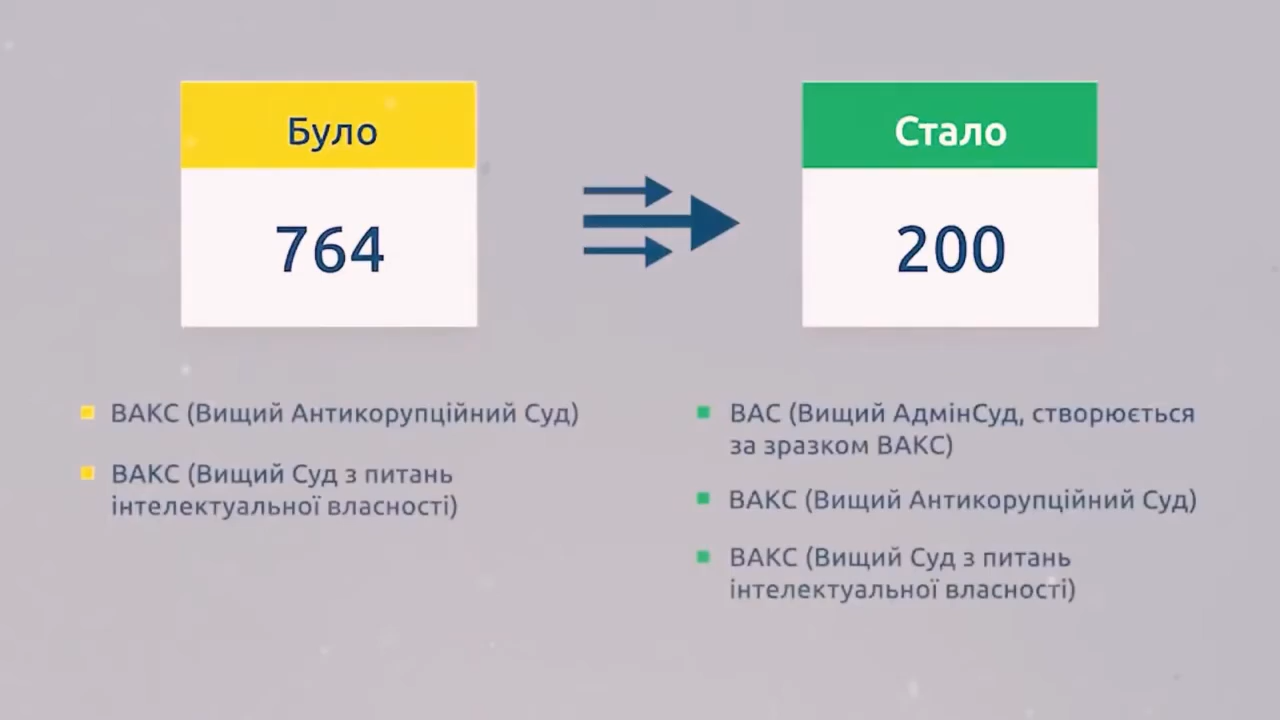 Було
764
ВАКС (Вищий Антикорупційний Суд)
ВАКС (Вищий Суд з питань
інтелектуальної власності)
Стало
200
ВАС (Вищий АдмінСуд, створюється
за зразком ВАКС)
ВАКС (Вищий Антикорупційний Суд)
ВАКС (Вищий Суд з питань
інтелектуальної власності)